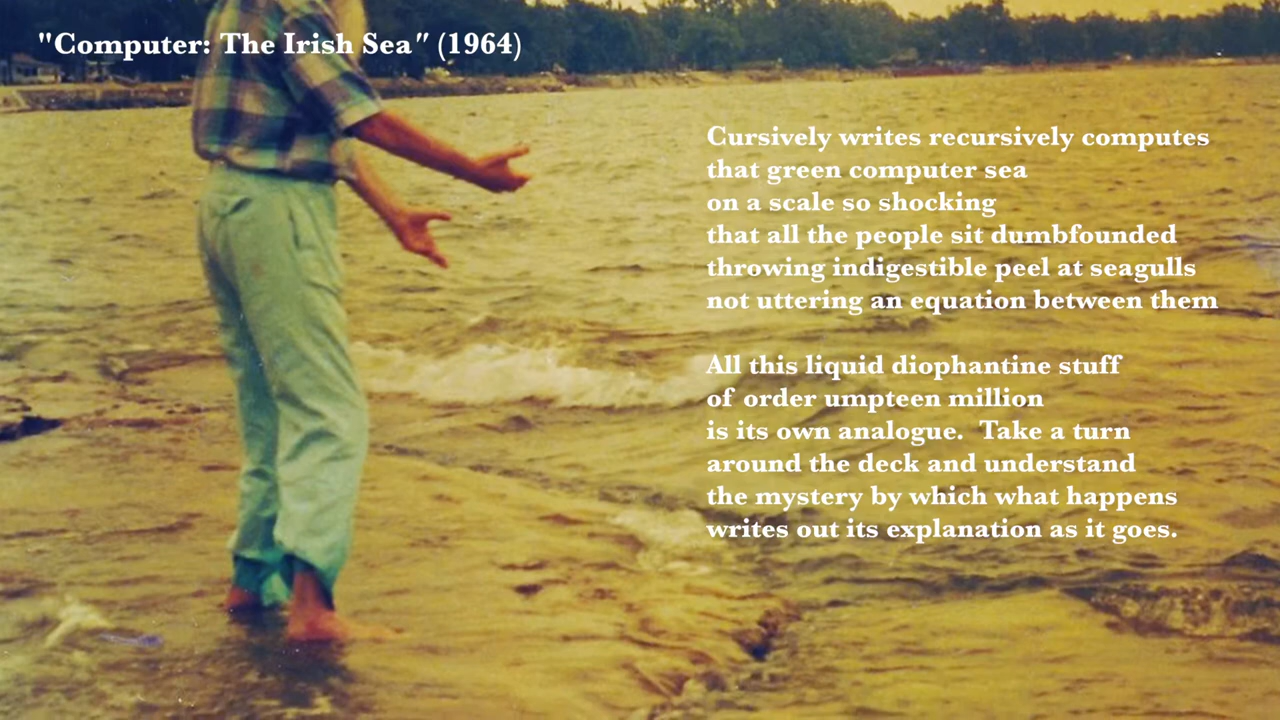 "Computer: The Irish Sea" (1964)
Cursively writes recursively computes
that green computer sea
on a scale so shocking
that all the people sit dumbfounded
throwing indigestible peel at seagulls
not uttering an equation between them
All this liquid diophantine stuff
of order umpteen million
is its own analogue.  Take a turn
around the deck and understand
the mystery by which what happens
writes out its explanation as it goes.